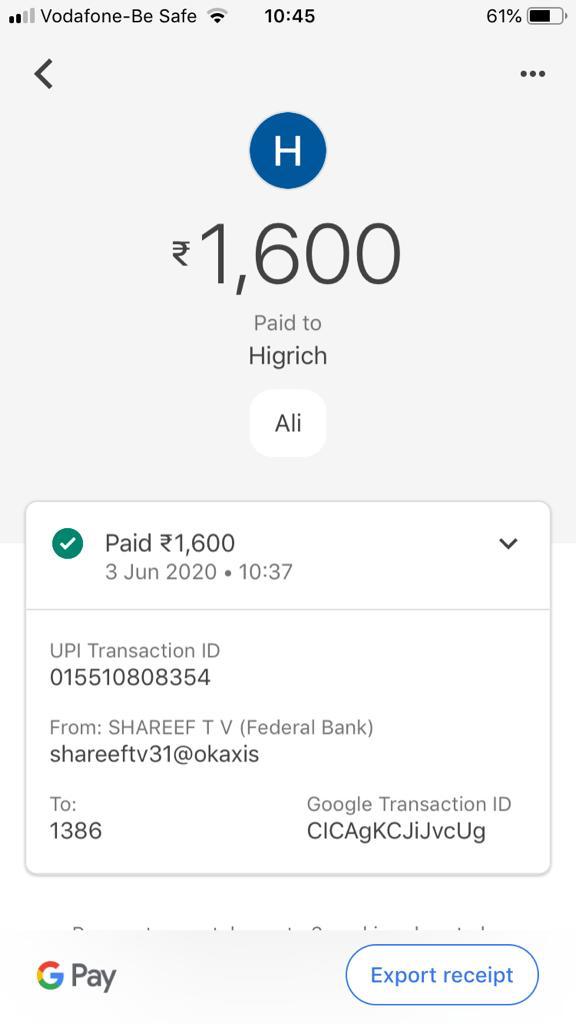 Vodafone-Be Safe 10:45 61%
H
₹1,600
Paid to
Higrich
Ali
Paid ₹1,600
3 Jun 2020 • 10:37
UPI Transaction ID
015510808354
From: SHAREEF T V (Federal Bank)
shareeftv31@okaxis
To: Google Transaction ID
1386 CICAgKCJiJvcUg
G Pay Export receipt